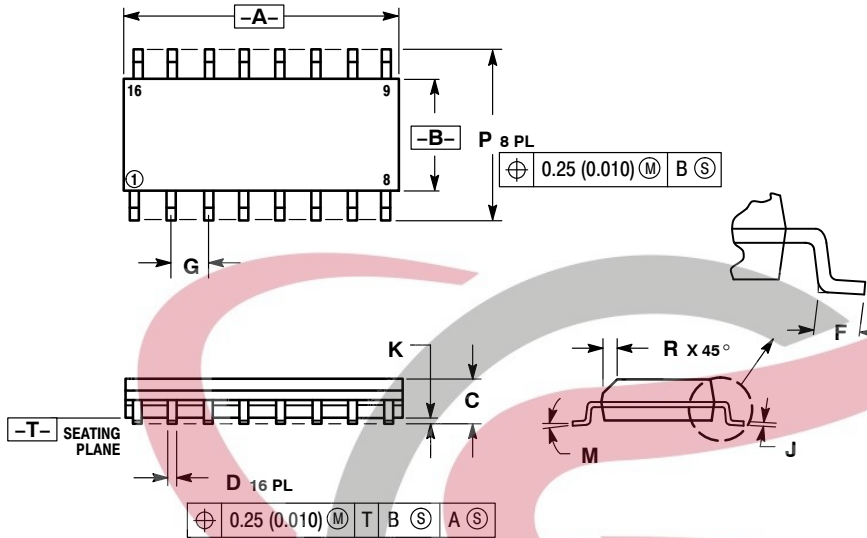 –A–
16 9
–B–
P 8 PL
⌖ 0.25 (0.010) Ⓜ B Ⓢ
① 8
G
F
K
R X 45°
C
–T– SEATING
PLANE
M
J
D 16 PL
⌖ 0.25 (0.010) Ⓜ T B Ⓢ A Ⓢ